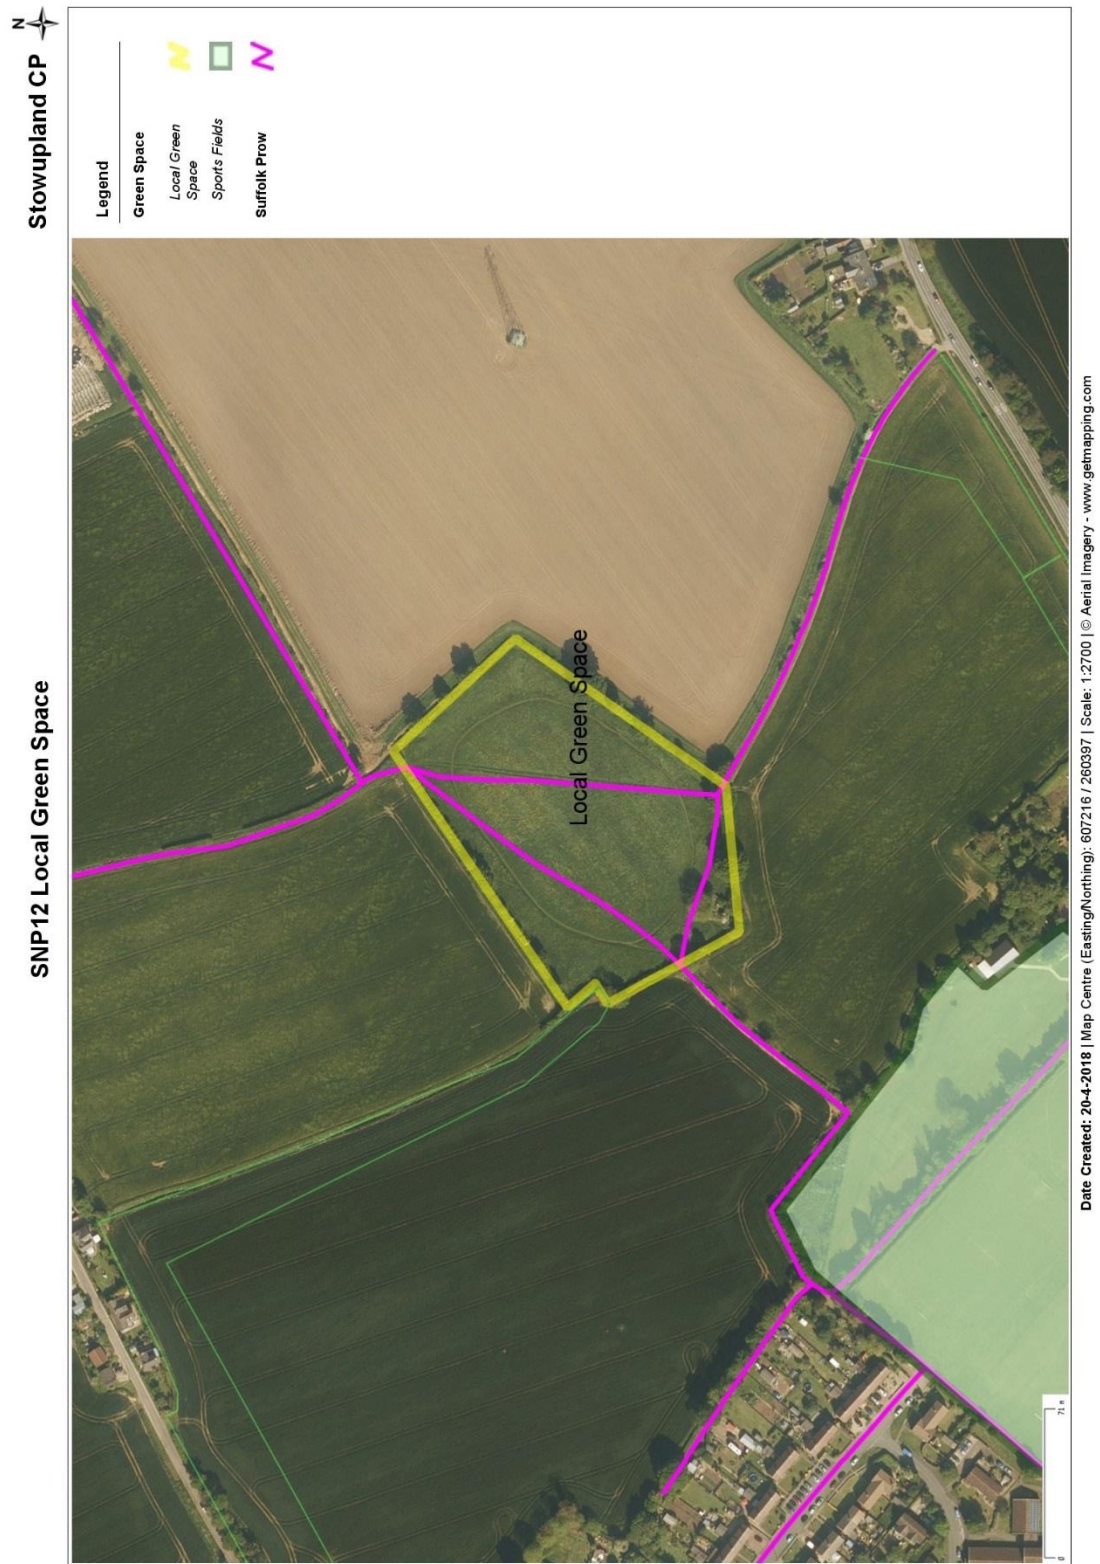 SNP12 Local Green Space
Stowupland CP
N
Legend
Green Space
Local Green
Space
Sports Fields
Suffolk Prow
Local Green Space
0
71 m
Date Created: 20-4-2018 | Map Centre (Easting/Northing): 607216 / 260397 | Scale: 1:2700 | © Aerial Imagery - www.getmapping.com